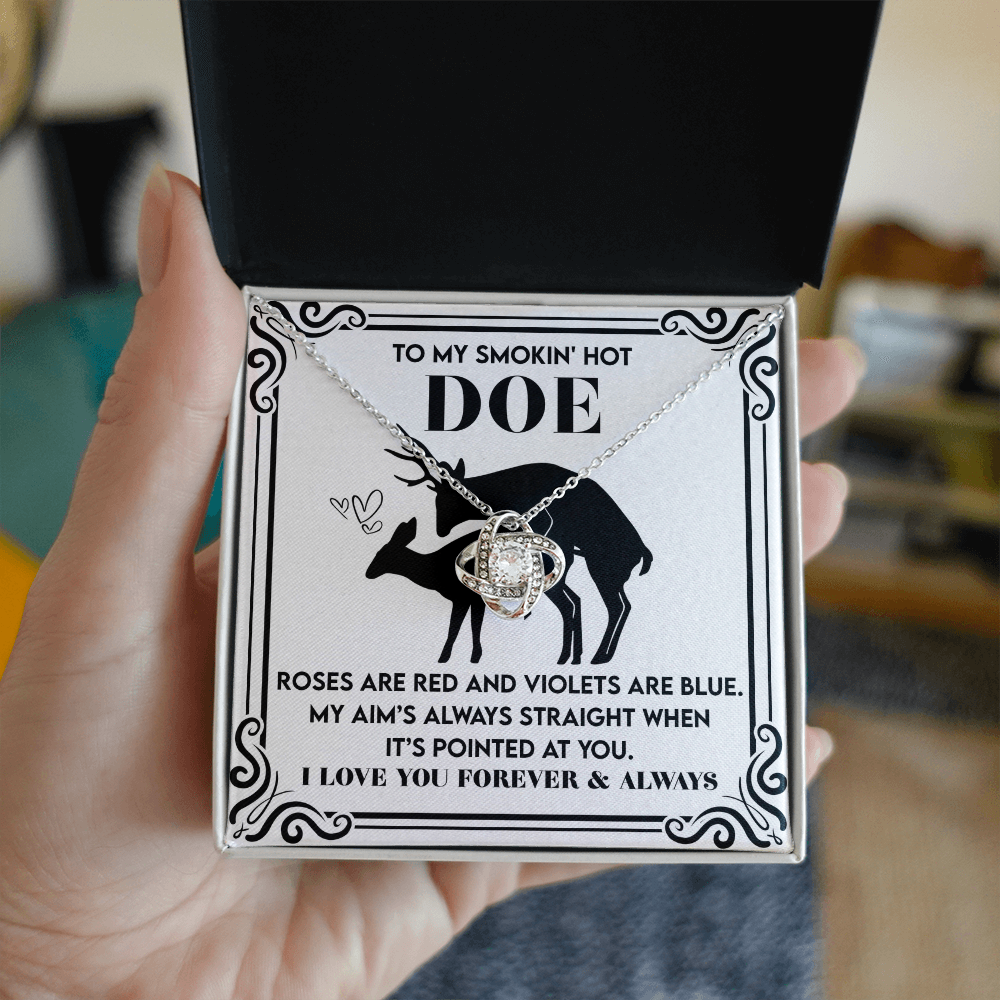 TO MY SMOKIN' HOT
DOE
ROSES ARE RED AND VIOLETS ARE BLUE.
MY AIM'S ALWAYS STRAIGHT WHEN
IT'S POINTED AT YOU.
I LOVE YOU FOREVER & ALWAYS